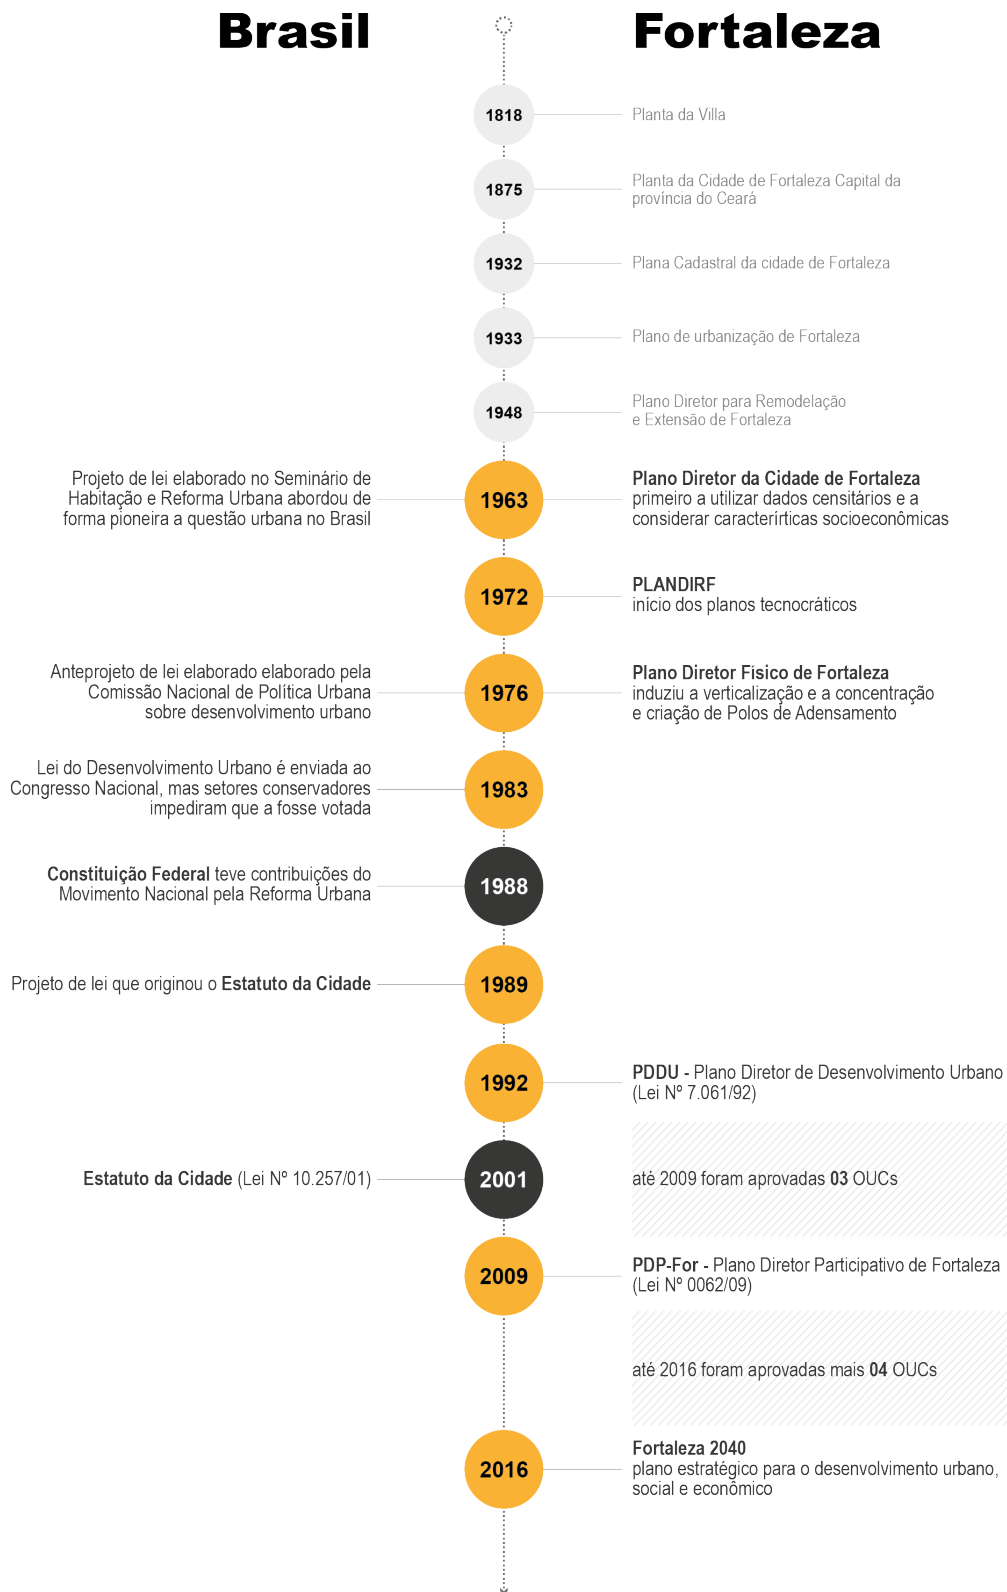 Brasil
Fortaleza
1818
Planta da Villa
1875
Planta da Cidade de Fortaleza Capital da
província do Ceará
1932
Plana Cadastral da cidade de Fortaleza
1933
Plano de urbanização de Fortaleza
1948
Plano Diretor para Remodelação
e Extensão de Fortaleza
Projeto de lei elaborado no Seminário de
Habitação e Reforma Urbana abordou de
forma pioneira a questão urbana no Brasil
1963
Plano Diretor da Cidade de Fortaleza
primeiro a utilizar dados censitários e a
considerar caracterírticas socioeconômicas
1972
PLANDIRF
início dos planos tecnocráticos
Anteprojeto de lei elaborado elaborado pela
Comissão Nacional de Política Urbana
sobre desenvolvimento urbano
1976
Plano Diretor Físico de Fortaleza
induziu a verticalização e a concentração
e criação de Polos de Adensamento
Lei do Desenvolvimento Urbano é enviada ao
Congresso Nacional, mas setores conservadores
impediram que a fosse votada
1983
Constituição Federal teve contribuições do
Movimento Nacional pela Reforma Urbana
1988
Projeto de lei que originou o Estatuto da Cidade
1989
1992
PDDU - Plano Diretor de Desenvolvimento Urbano
(Lei Nº 7.061/92)
Estatuto da Cidade (Lei Nº 10.257/01)
2001
até 2009 foram aprovadas 03 OUCs
2009
PDP-For - Plano Diretor Participativo de Fortaleza
(Lei Nº 0062/09)
até 2016 foram aprovadas mais 04 OUCs
2016
Fortaleza 2040
plano estratégico para o desenvolvimento urbano,
social e econômico